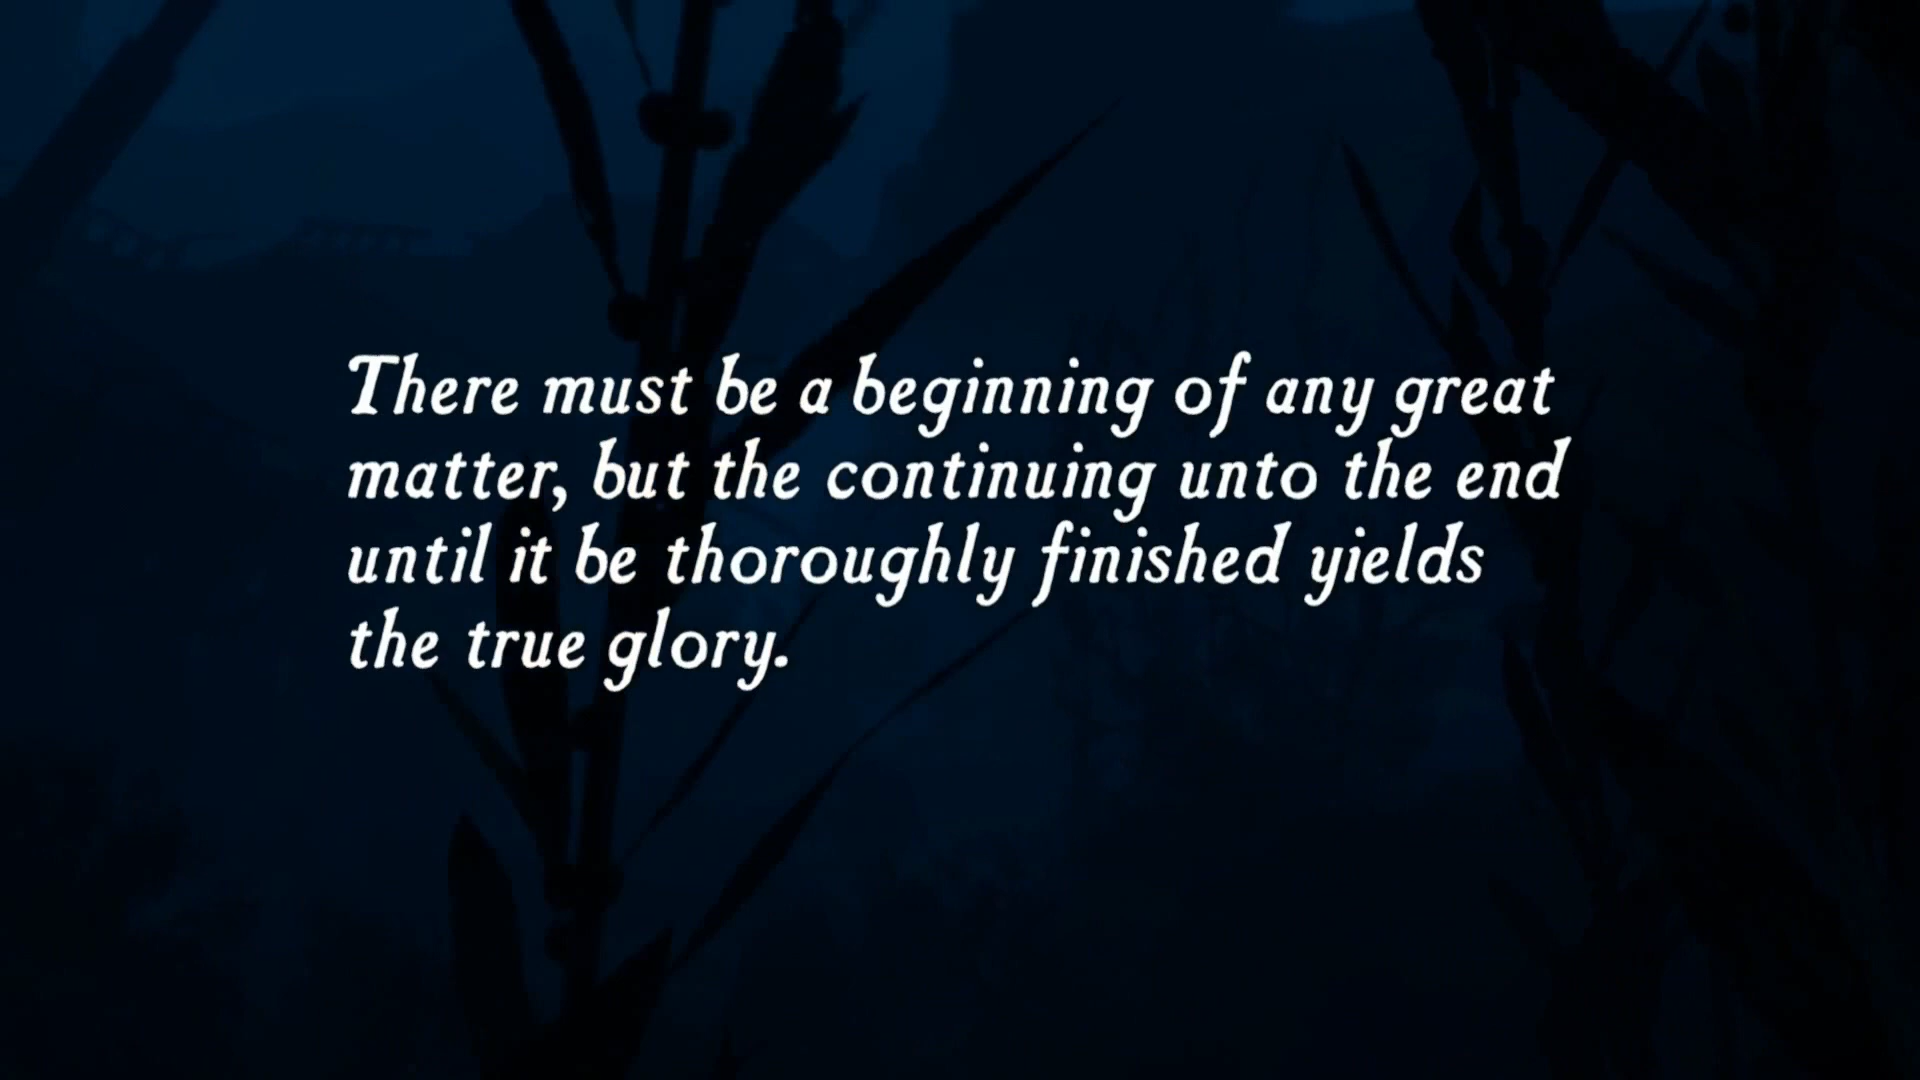 There must be a beginning of any great
matter, but the continuing unto the end
until it be thoroughly finished yields
the true glory.